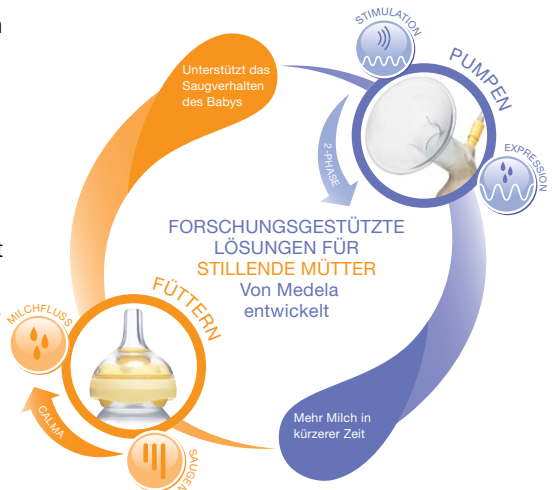 STIMULATION
PUMPEN
EXPRESSION
2-PHASE
Unterstützt das
Saugverhalten
des Babys
FORSCHUNGSGESTÜTZTE
LÖSUNGEN FÜR
STILLENDE MÜTTER
Von Medela
entwickelt
FÜTTERN
MILCHFLUSS
CALMA
SAUGEN
Mehr Milch in
kürzerer Zeit